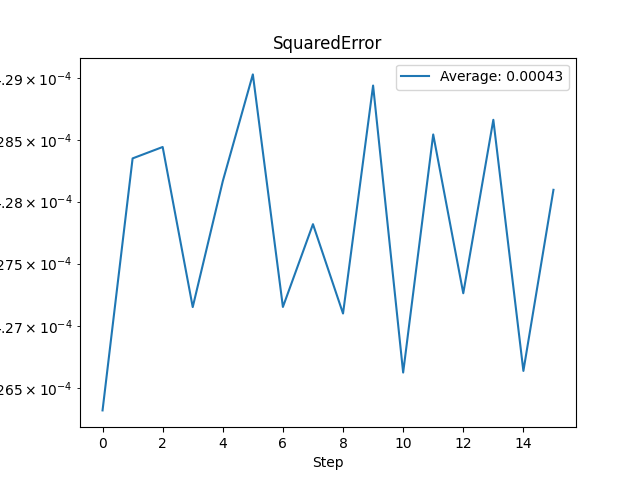 SquaredError
Average: 0.00043
.29 × 10⁻⁴
285 × 10⁻⁴
.28 × 10⁻⁴
275 × 10⁻⁴
.27 × 10⁻⁴
265 × 10⁻⁴
0 2 4 6 8 10 12 14
Step